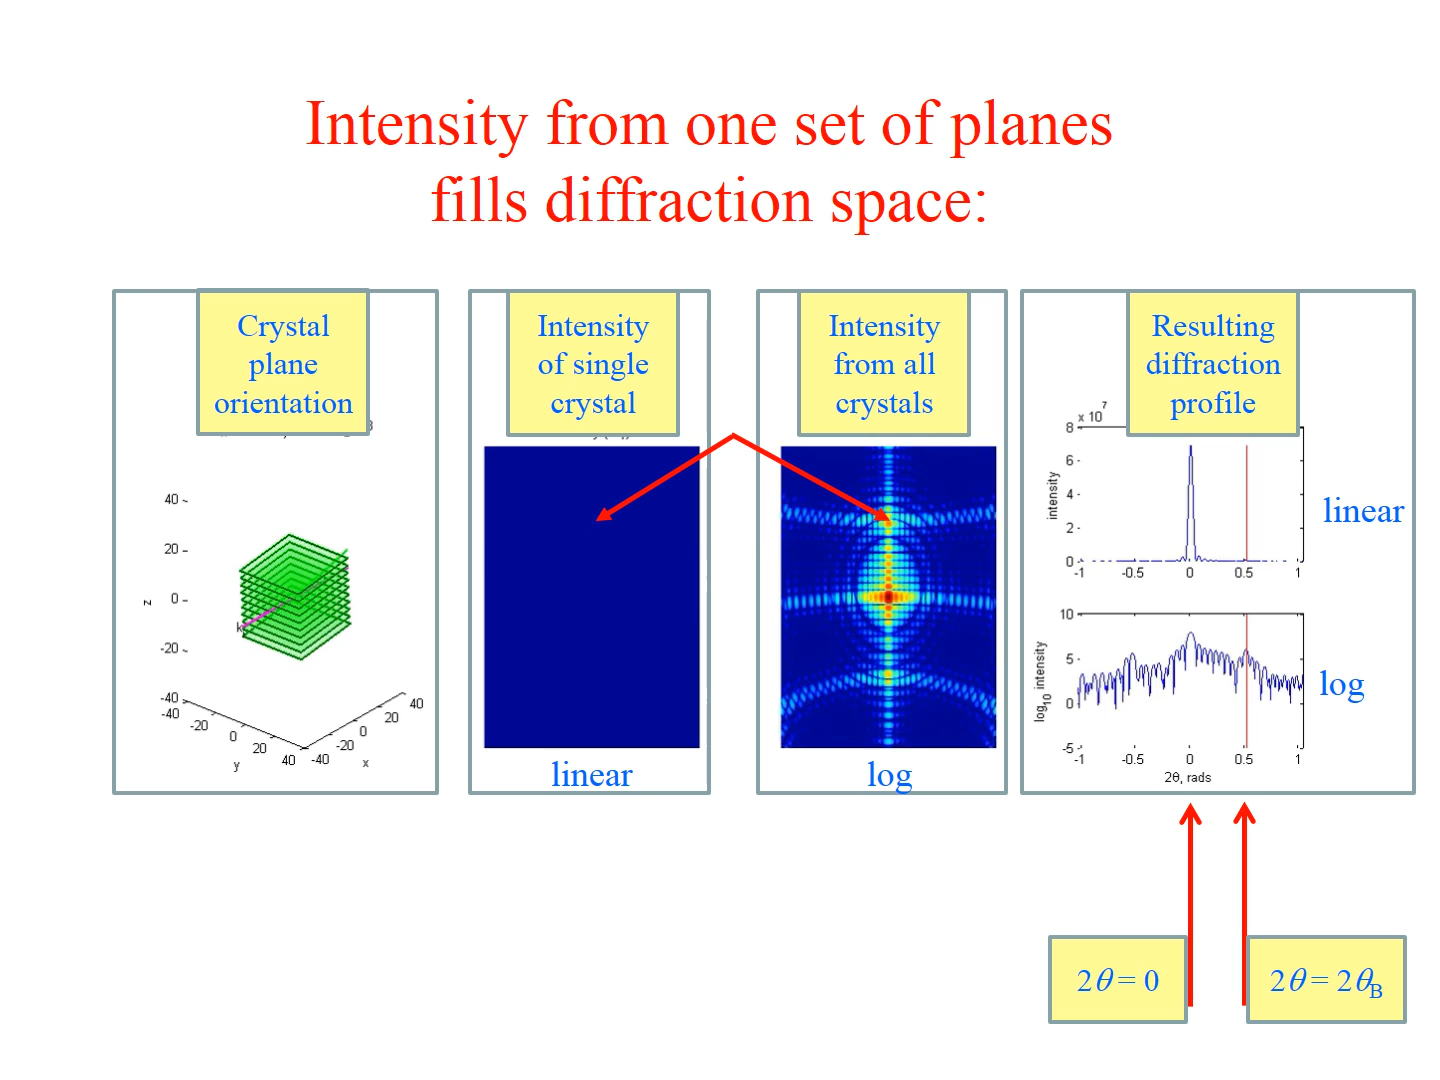 Intensity from one set of planes
fills diffraction space:
Crystal
plane
orientation
40
20
0
-20
-40
z
k
-40
-20
0
20
40
y
-40
-20
0
20
40
x
Intensity
of single
crystal
linear
Intensity
from all
crystals
log
Resulting
diffraction
profile
x 10^7
8
6
4
2
0
intensity
-1
-0.5
0
0.5
1
linear
10
5
0
-5
log10 intensity
-1
-0.5
0
0.5
1
2θ, rads
log
2θ = 0
2θ = 2θB